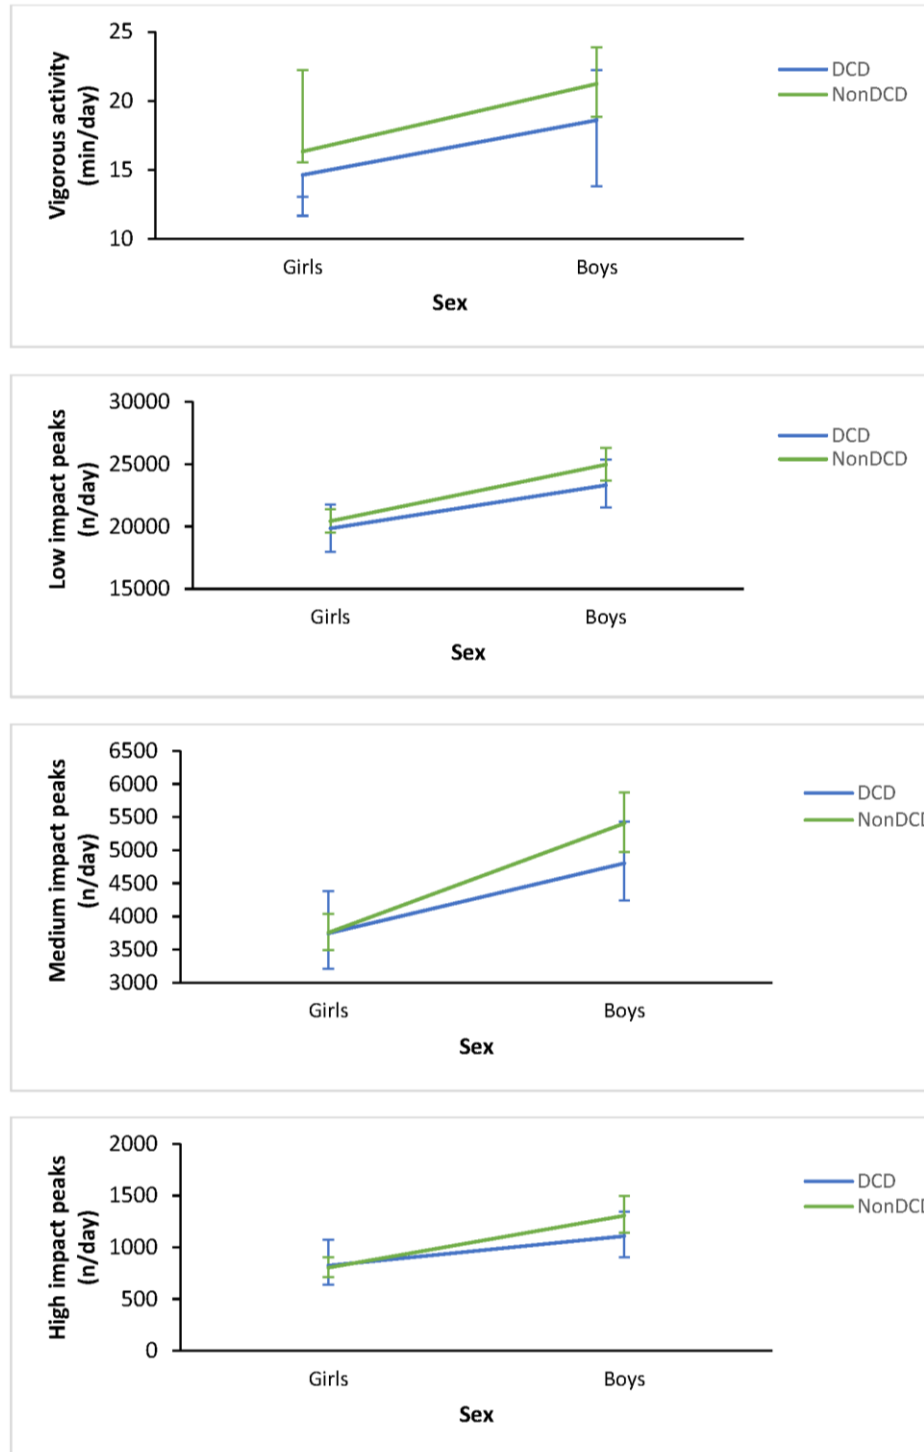 25
20
15
10
Vigorous activity
(min/day)
Girls
Boys
Sex
DCD
NonDCD
30000
25000
20000
15000
Low impact peaks
(n/day)
Girls
Boys
Sex
DCD
NonDCD
6500
6000
5500
5000
4500
4000
3500
3000
Medium impact peaks
(n/day)
Girls
Boys
Sex
DCD
NonDCD
2000
1500
1000
500
0
High impact peaks
(n/day)
Girls
Boys
Sex
DCD
NonDCD